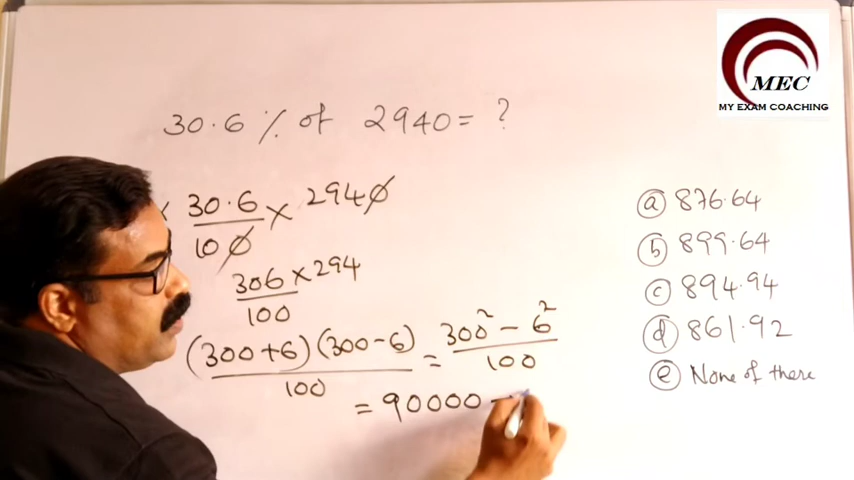 MEC
MY EXAM COACHING
30.6 % of 2940 = ?
30.6/100 × 2940
306 × 294
100
(300+6)(300-6)/100 = 300² - 6²/100
= 90000 -
ⓐ 876.64
ⓑ 899.64
ⓒ 894.94
ⓓ 861.92
ⓔ None of there